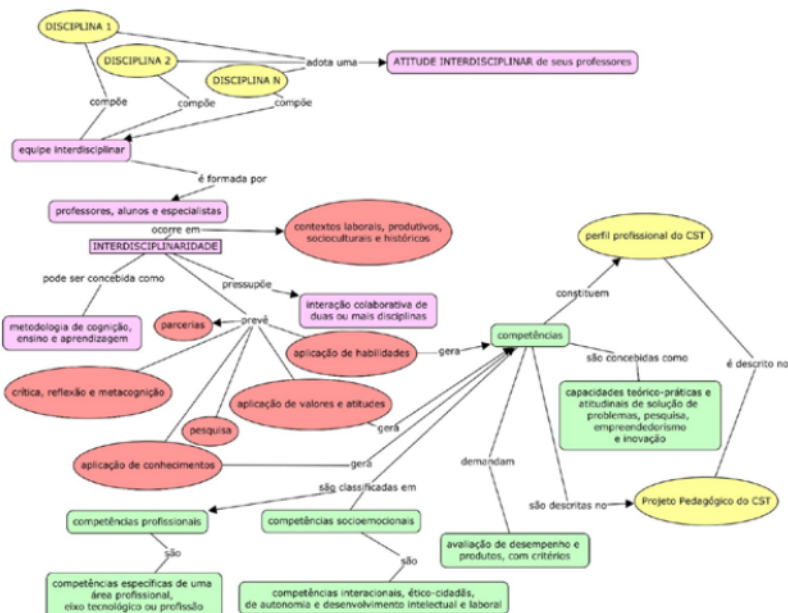 DISCIPLINA 1
DISCIPLINA 2
DISCIPLINA N
adota uma
ATITUDE INTERDISCIPLINAR de seus professores
compõe
compõe
compõe
equipe interdisciplinar
é formada por
professores, alunos e especialistas
ocorre em
contextos laborais, produtivos,
socioculturais e históricos
INTERDISCIPLINARIDADE
pode ser concebida como
metodologia de cognição,
ensino e aprendizagem
pressupõe
interação colaborativa de
duas ou mais disciplinas
prevê
parcerias
crítica, reflexão e metacognição
pesquisa
aplicação de conhecimentos
aplicação de valores e atitudes
aplicação de habilidades
gera
gera
gera
competências
constituem
perfil profissional do CST
são concebidas como
capacidades teórico-práticas e
atitudinais de solução de
problemas, pesquisa,
empreendedorismo
e inovação
é descrito no
demandam
avaliação de desempenho e
produtos, com critérios
são descritas no
Projeto Pedagógico do CST
são classificadas em
competências profissionais
são
competências específicas de uma
área profissional,
eixo tecnológico ou profissão
competências socioemocionais
são
competências interacionais, ético-cidadãs,
de autonomia e desenvolvimento intelectual e laboral